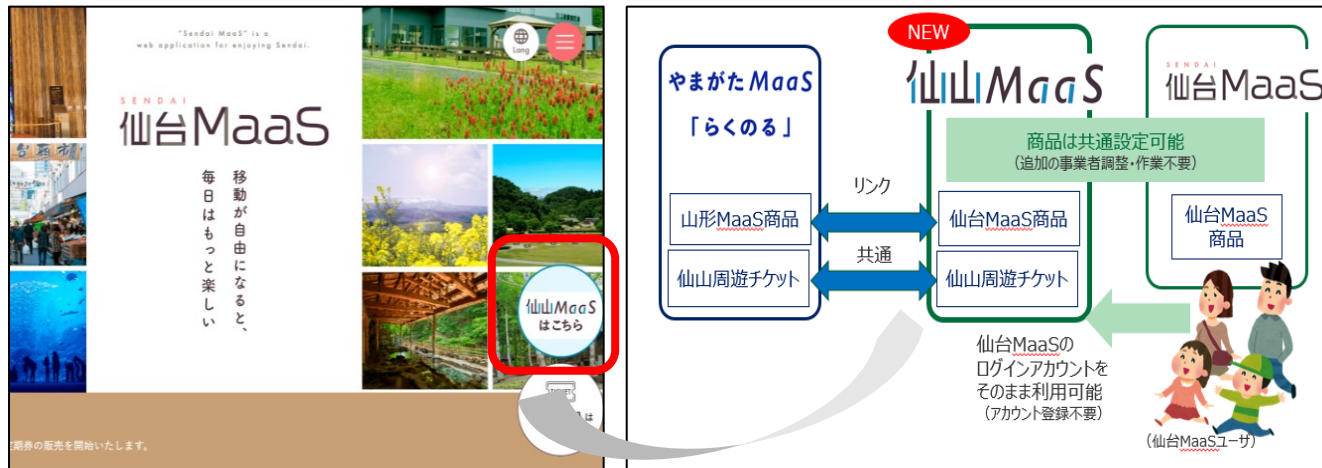 "Sendai MaaS" is a
web application for enjoying Sendai.
Lang
SENDAI
仙台MaaS
移動が自由になると、
毎日はもっと楽しい
仙山MaaS
はこちら
は
定期券の販売を開始いたします。
NEW
やまがたMaaS
「らくのる」
仙山MaaS
SENDAI
仙台MaaS
商品は共通設定可能
（追加の事業者調整・作業不要）
リンク
山形MaaS商品
仙台MaaS商品
仙台MaaS
商品
共通
仙山周遊チケット
仙山周遊チケット
仙台MaaSの
ログインアカウントを
そのまま利用可能
（アカウント登録不要）
（仙台MaaSユーザ）